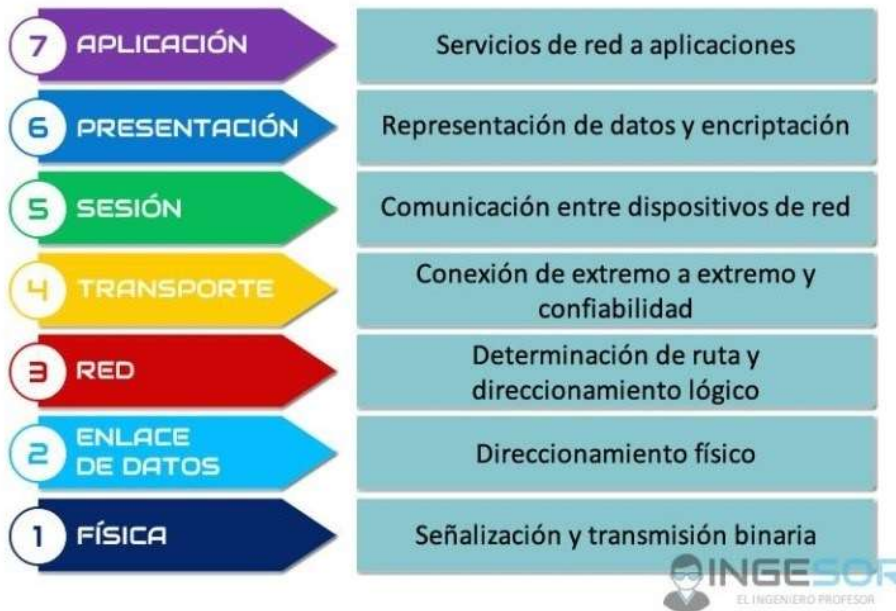 7 APLICACIÓN
Servicios de red a aplicaciones
6 PRESENTACIÓN
Representación de datos y encriptación
5 SESIÓN
Comunicación entre dispositivos de red
4 TRANSPORTE
Conexión de extremo a extremo y
confiabilidad
3 RED
Determinación de ruta y
direccionamiento lógico
2 ENLACE
DE DATOS
Direccionamiento físico
1 FÍSICA
Señalización y transmisión binaria
INGESOR
EL INGENIERO PROFESOR